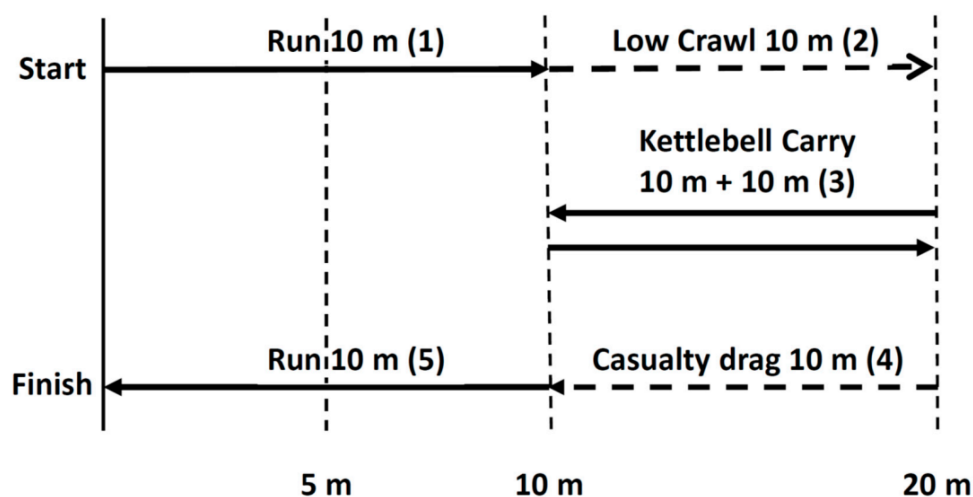 Run 10 m (1)
Low Crawl 10 m (2)
Start
Kettlebell Carry
10 m + 10 m (3)
Run 10 m (5)
Casualty drag 10 m (4)
Finish
5 m
10 m
20 m